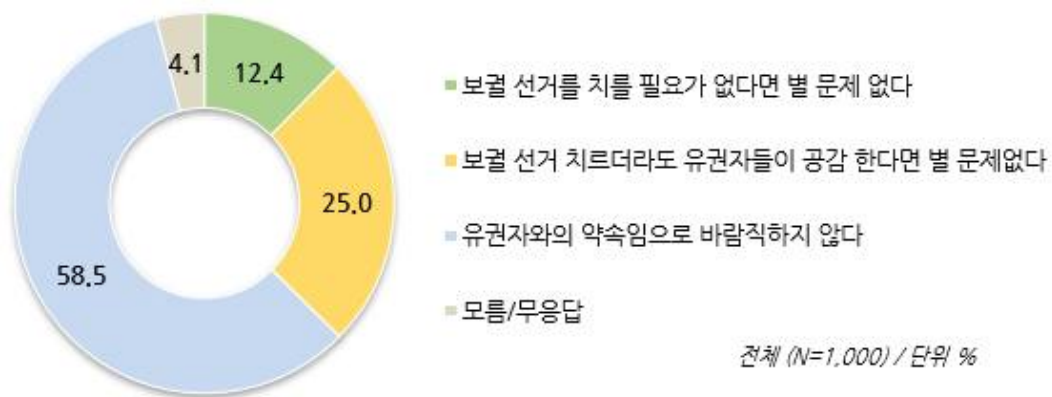 4.1
12.4
25.0
58.5
보궐 선거를 치를 필요가 없다면 별 문제 없다
보궐 선거 치르더라도 유권자들이 공감 한다면 별 문제없다
유권자와의 약속임으로 바람직하지 않다
모름/무응답
전체 (N=1,000) / 단위 %